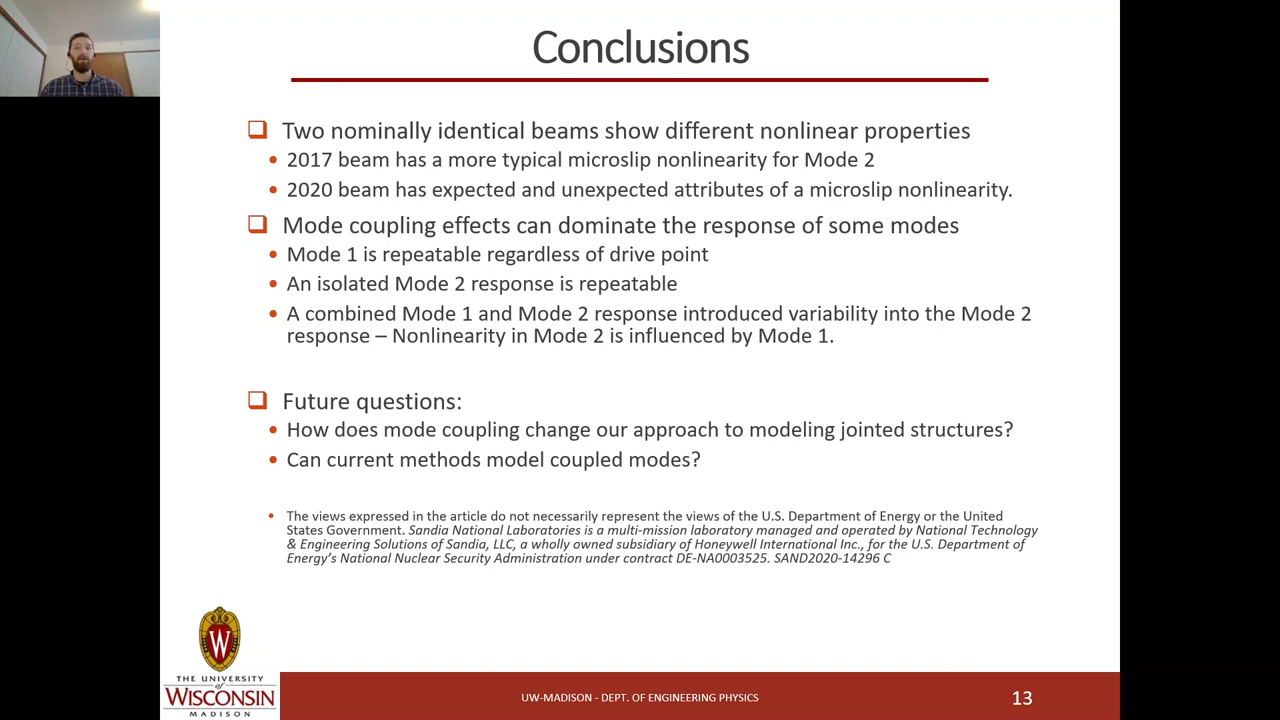 Conclusions
Two nominally identical beams show different nonlinear properties
• 2017 beam has a more typical microslip nonlinearity for Mode 2
• 2020 beam has expected and unexpected attributes of a microslip nonlinearity.
Mode coupling effects can dominate the response of some modes
• Mode 1 is repeatable regardless of drive point
• An isolated Mode 2 response is repeatable
• A combined Mode 1 and Mode 2 response introduced variability into the Mode 2
response – Nonlinearity in Mode 2 is influenced by Mode 1.
Future questions:
• How does mode coupling change our approach to modeling jointed structures?
• Can current methods model coupled modes?
• The views expressed in the article do not necessarily represent the views of the U.S. Department of Energy or the United
States Government. Sandia National Laboratories is a multi-mission laboratory managed and operated by National Technology
& Engineering Solutions of Sandia, LLC, a wholly owned subsidiary of Honeywell International Inc., for the U.S. Department of
Energy's National Nuclear Security Administration under contract DE-NA0003525. SAND2020-14296 C
W
THE UNIVERSITY
of
WISCONSIN
MADISON
UW-MADISON - DEPT. OF ENGINEERING PHYSICS
13